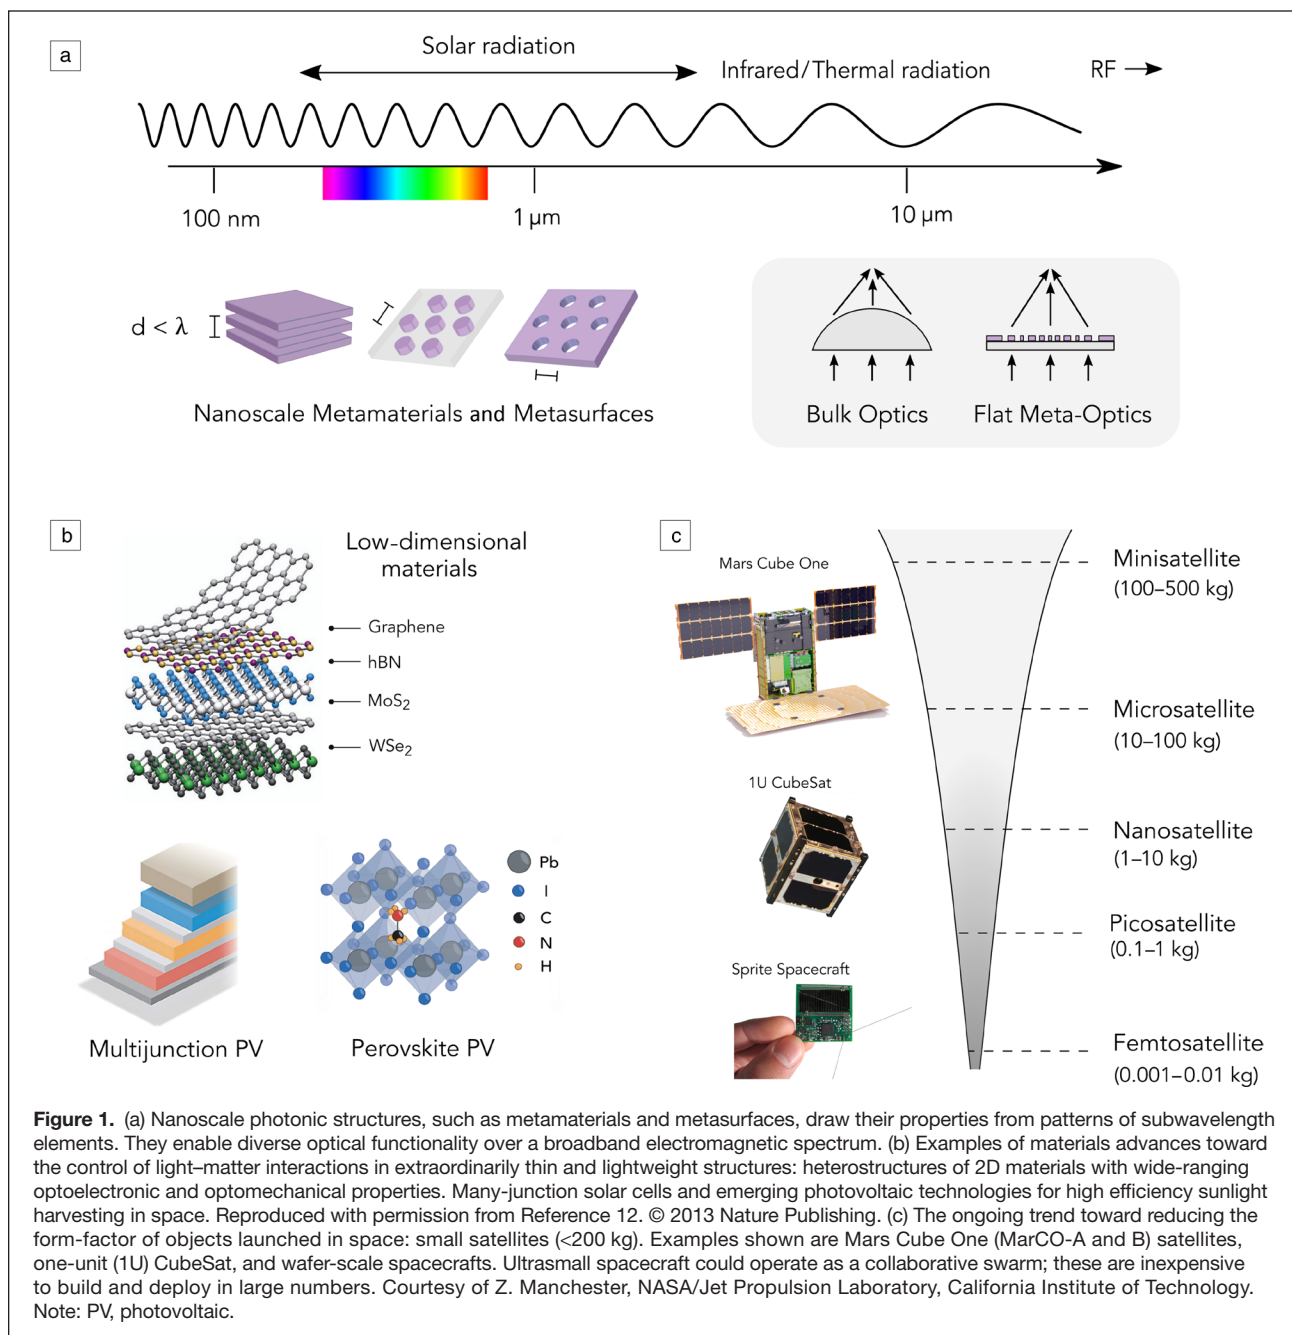 a
Solar radiation
Infrared/Thermal radiation
RF
100 nm
1 µm
10 µm
d < λ
Nanoscale Metamaterials and Metasurfaces
Bulk Optics
Flat Meta-Optics
b
Low-dimensional
materials
Graphene
hBN
MoS2
WSe2
Multijunction PV
Pb
I
C
N
H
Perovskite PV
c
Mars Cube One
1U CubeSat
Sprite Spacecraft
Minisatellite
(100–500 kg)
Microsatellite
(10–100 kg)
Nanosatellite
(1–10 kg)
Picosatellite
(0.1–1 kg)
Femtosatellite
(0.001–0.01 kg)
Figure 1. (a) Nanoscale photonic structures, such as metamaterials and metasurfaces, draw their properties from patterns of subwavelength
elements. They enable diverse optical functionality over a broadband electromagnetic spectrum. (b) Examples of materials advances toward
the control of light–matter interactions in extraordinarily thin and lightweight structures: heterostructures of 2D materials with wide-ranging
optoelectronic and optomechanical properties. Many-junction solar cells and emerging photovoltaic technologies for high efficiency sunlight
harvesting in space. Reproduced with permission from Reference 12. © 2013 Nature Publishing. (c) The ongoing trend toward reducing the
form-factor of objects launched in space: small satellites (<200 kg). Examples shown are Mars Cube One (MarCO-A and B) satellites,
one-unit (1U) CubeSat, and wafer-scale spacecrafts. Ultrasmall spacecraft could operate as a collaborative swarm; these are inexpensive
to build and deploy in large numbers. Courtesy of Z. Manchester, NASA/Jet Propulsion Laboratory, California Institute of Technology.
Note: PV, photovoltaic.